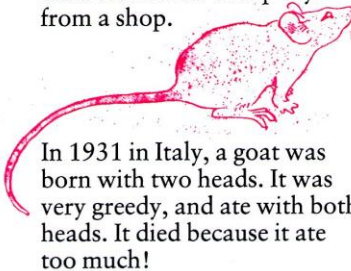 from a shop.
In 1931 in Italy, a goat was
born with two heads. It was
very greedy, and ate with both
heads. It died because it ate
too much!